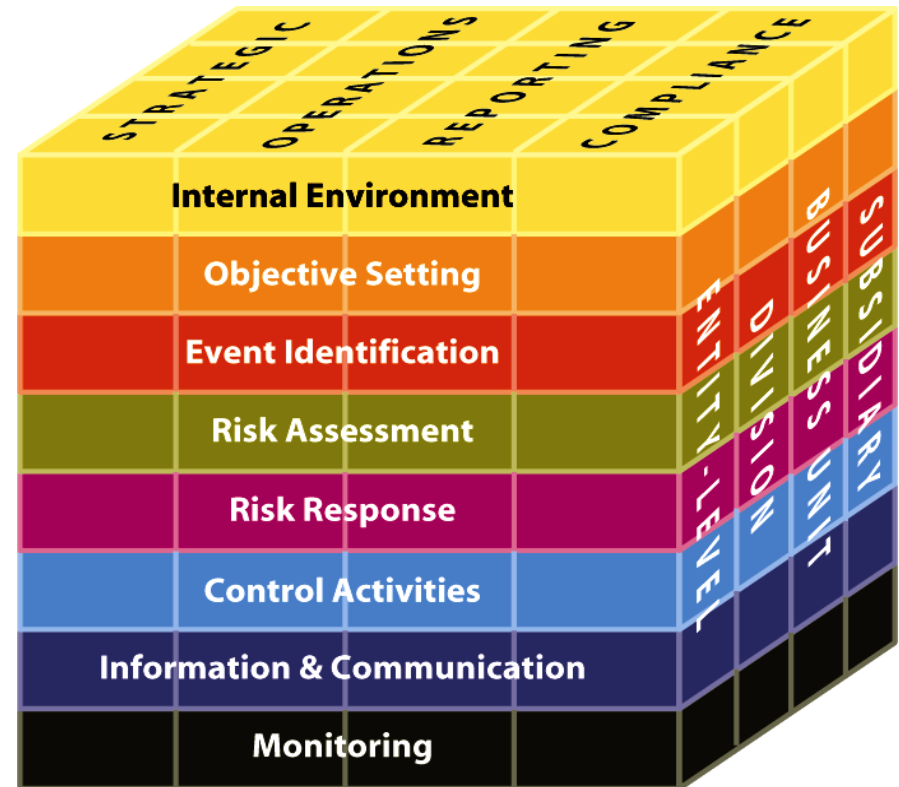 STRATEGIC
OPERATIONS
REPORTING
COMPLIANCE
Internal Environment
Objective Setting
Event Identification
Risk Assessment
Risk Response
Control Activities
Information & Communication
Monitoring
ENTITY-LEVEL
DIVISION
BUSINESS UNIT
SUBSIDIARY